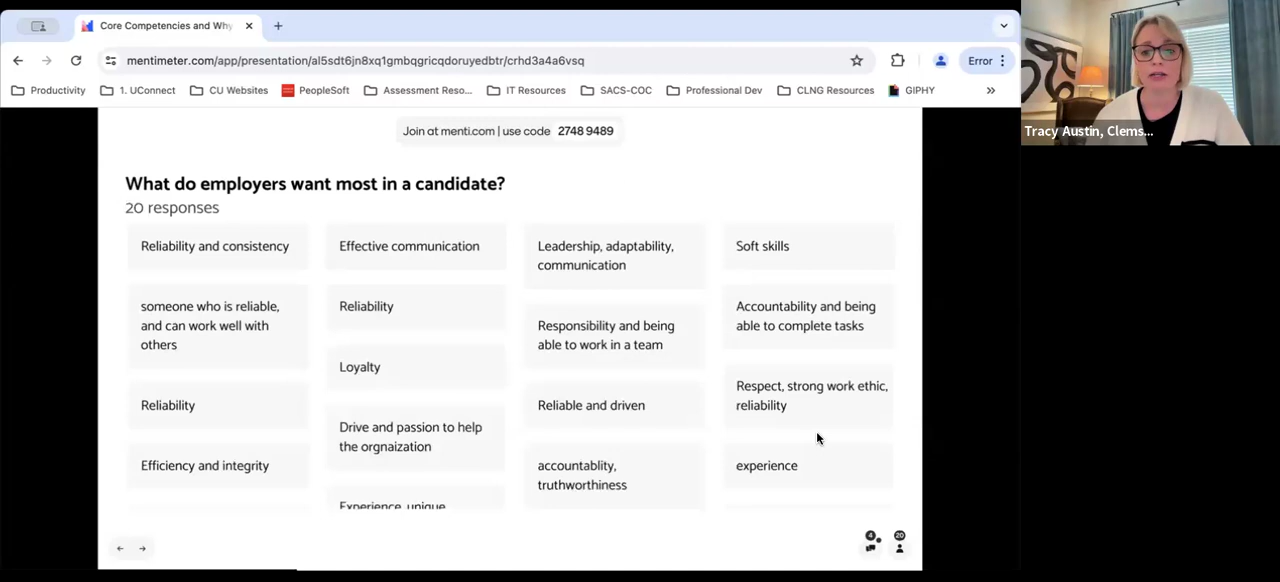 Core Competencies and Why
mentimeter.com/app/presentation/al5sdt6jn8xq1gmbqgricqdoruyedbtr/crhd3a4a6vsq
Error
Productivity
1. UConnect
CU Websites
PeopleSoft
Assessment Reso...
IT Resources
SACS-COC
Professional Dev
CLNG Resources
GIPHY
Tracy Austin, Clems...
Join at menti.com | use code 2748 9489
What do employers want most in a candidate?
20 responses
Reliability and consistency
someone who is reliable,
and can work well with
others
Reliability
Efficiency and integrity
Effective communication
Reliability
Loyalty
Drive and passion to help
the orgnaization
Experience, unique
Leadership, adaptability,
communication
Responsibility and being
able to work in a team
Reliable and driven
accountablity,
truthworthiness
Soft skills
Accountability and being
able to complete tasks
Respect, strong work ethic,
reliability
experience
4
20